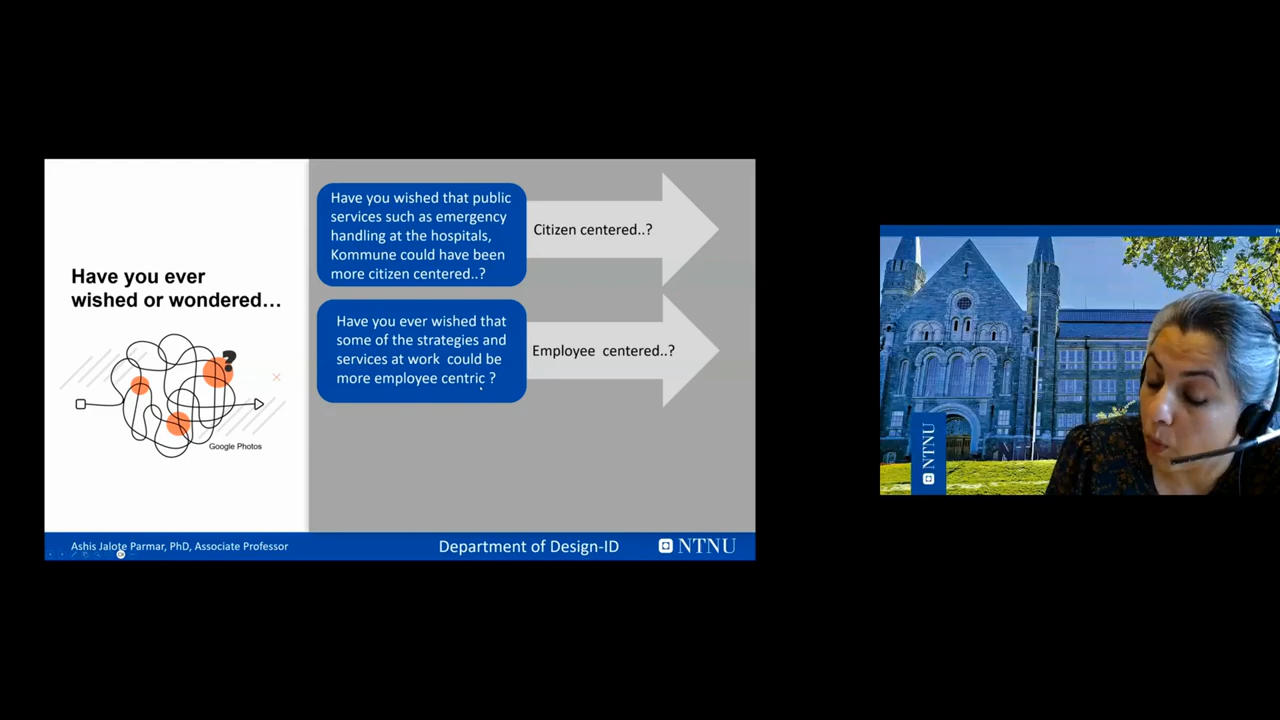 Have you ever
wished or wondered...
?
Google Photos
Have you wished that public
services such as emergency
handling at the hospitals,
Kommune could have been
more citizen centered..?
Citizen centered..?
Have you ever wished that
some of the strategies and
services at work could be
more employee centric ?
Employee centered..?
Ashis Jalote Parmar, PhD, Associate Professor
Department of Design-ID
NTNU
NTNU